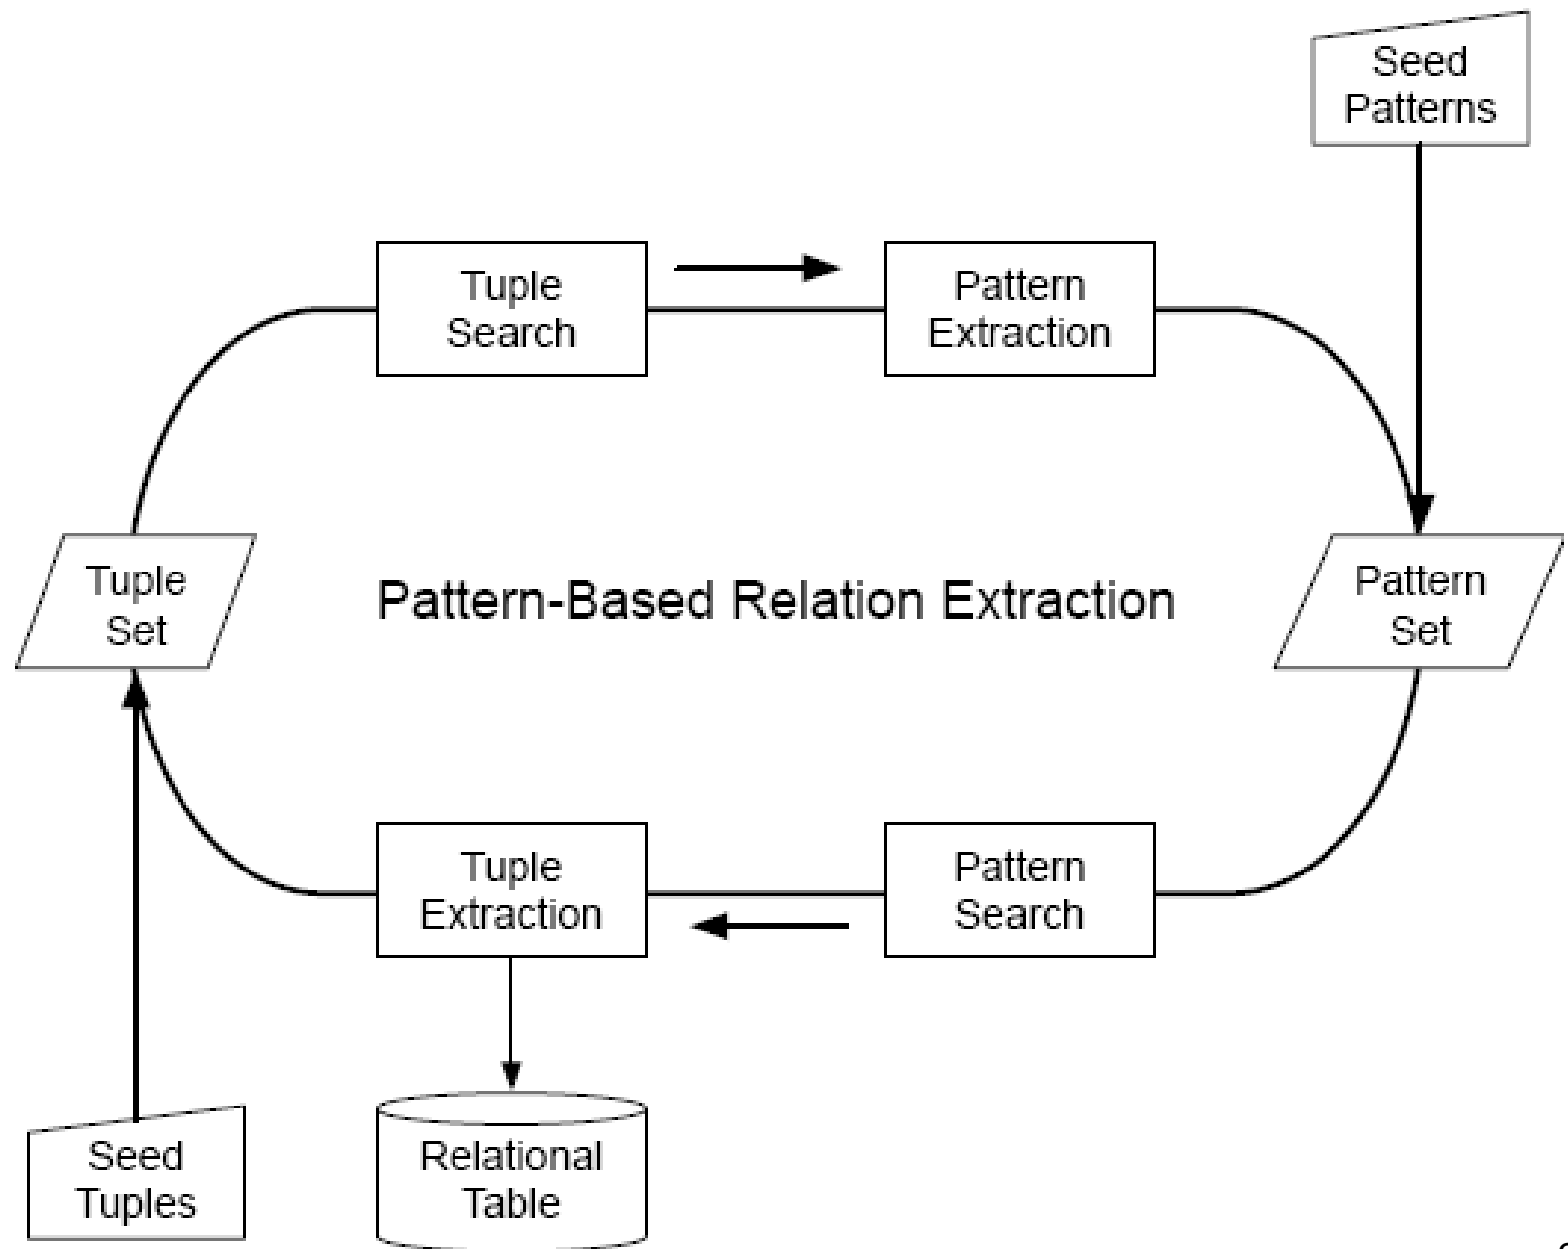 Seed
Patterns
Tuple
Search
Pattern
Extraction
Tuple
Set
Pattern-Based Relation Extraction
Pattern
Set
Tuple
Extraction
Pattern
Search
Seed
Tuples
Relational
Table